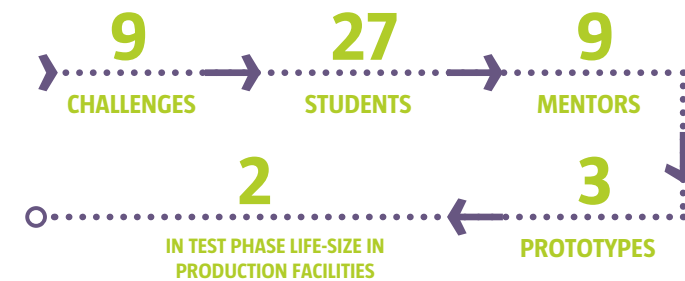 9
27
9
CHALLENGES
STUDENTS
MENTORS
2
3
IN TEST PHASE LIFE-SIZE IN
PRODUCTION FACILITIES
PROTOTYPES